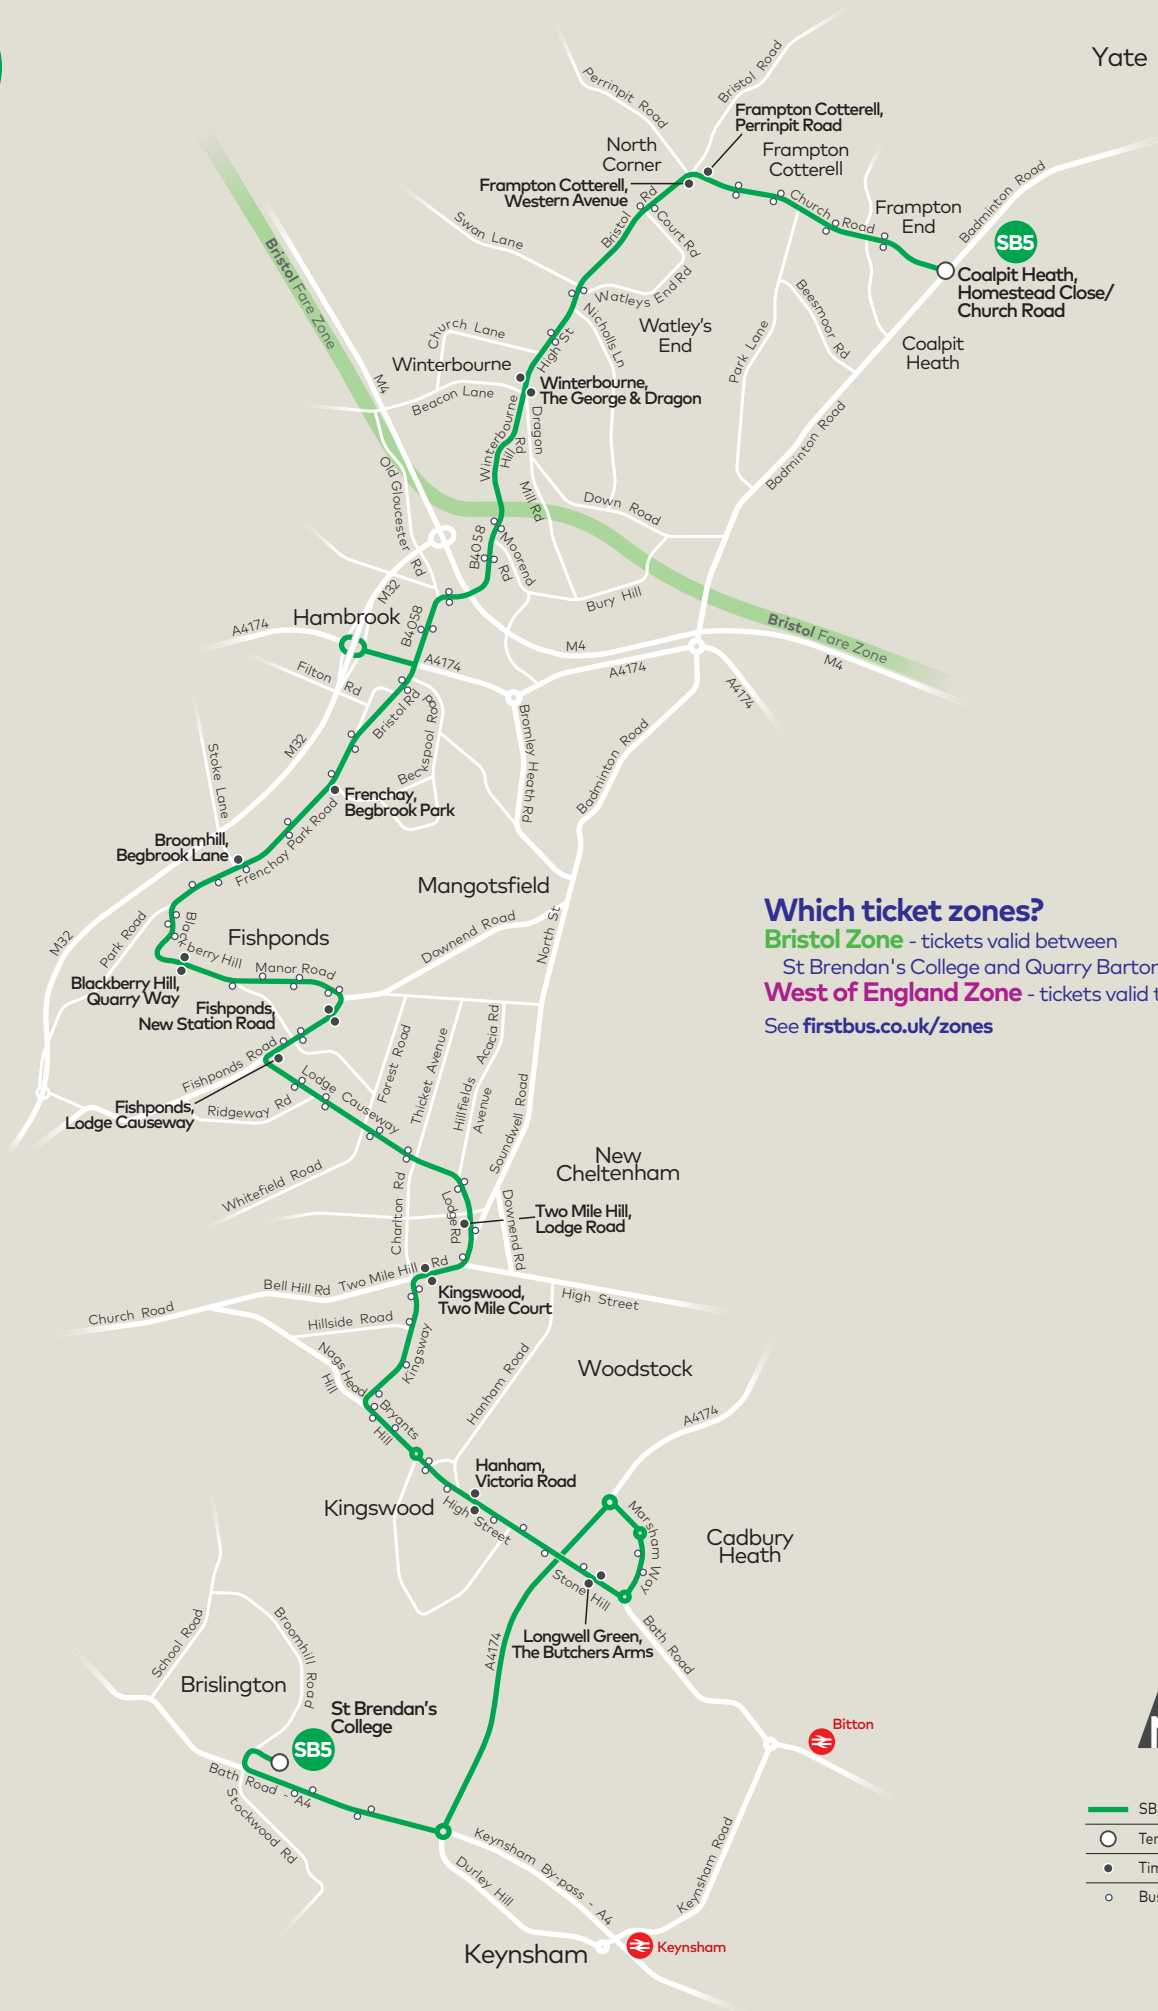 Yate
Perrinpit Road
Bristol Road
Frampton Cotterell,
Perrinpit Road
North
Corner
Frampton
Cotterell
Frampton Cotterell,
Western Avenue
Bristol Rd
Church Road
Frampton
End
Badminton Road
SB5
Coalpit Heath,
Homestead Close/
Church Road
Swan Lane
Court Rd
Watleys End Rd
Bristol Fare Zone
Church Lane
High St
Nicholls Ln
Watley's
End
Beesmoor Rd
Park Lane
Coalpit
Heath
M4
Winterbourne
Winterbourne,
The George & Dragon
Beacon Lane
Winterbourne
Hill
Dragon
Rd
Badminton Road
Old Gloucester Rd
Mill Rd
Down Road
B4058
Moorend
Rd
M32
Bury Hill
Hambrook
A4174
B4058
Bristol Fare Zone
M4
M4
A4174
A4174
A4174
Filton Rd
Bristol Rd
Beckspool Rd
Bromley Heath Rd
Badminton Road
M32
Stoke Lane
Frenchay,
Begbrook Park
Frenchay Park Road
Broomhill,
Begbrook Lane
Mangotsfield
Which ticket zones?
Bristol Zone - tickets valid between
St Brendan's College and Quarry Barton
West of England Zone - tickets valid t
See firstbus.co.uk/zones
Park Road
M32
Blackberry Hill
Fishponds
Downend Road
North St
Manor Road
Blackberry Hill,
Quarry Way
Fishponds,
New Station Road
Fishponds Road
Forest Road
Thicket Avenue
Hillfields
Avenue
Acacia Rd
Soundwell Road
Lodge Causeway
Ridgeway Rd
Fishponds,
Lodge Causeway
Whitefield Road
New
Cheltenham
Charlton Rd
Lodge Rd
Downend Rd
Two Mile Hill,
Lodge Road
Two Mile Hill Rd
Bell Hill Rd
Kingswood,
Two Mile Court
High Street
Church Road
Hillside Road
Nags Head
Hill
Kingsway
Hanham Road
Woodstock
Bryants
Hill
A4174
Hanham,
Victoria Road
Kingswood
High Street
Marsham Way
Cadbury
Heath
Stone Hill
Longwell Green,
The Butchers Arms
Bath Road
A4174
School Road
Broomhill Road
Brislington
St Brendan's
College
SB5
Bitton
Bath Road - A4
Stockwood Rd
Keynsham By-pass - A4
Durley Hill
Keynsham Road
Keynsham
Keynsham
SB
Ter
Tim
Bus